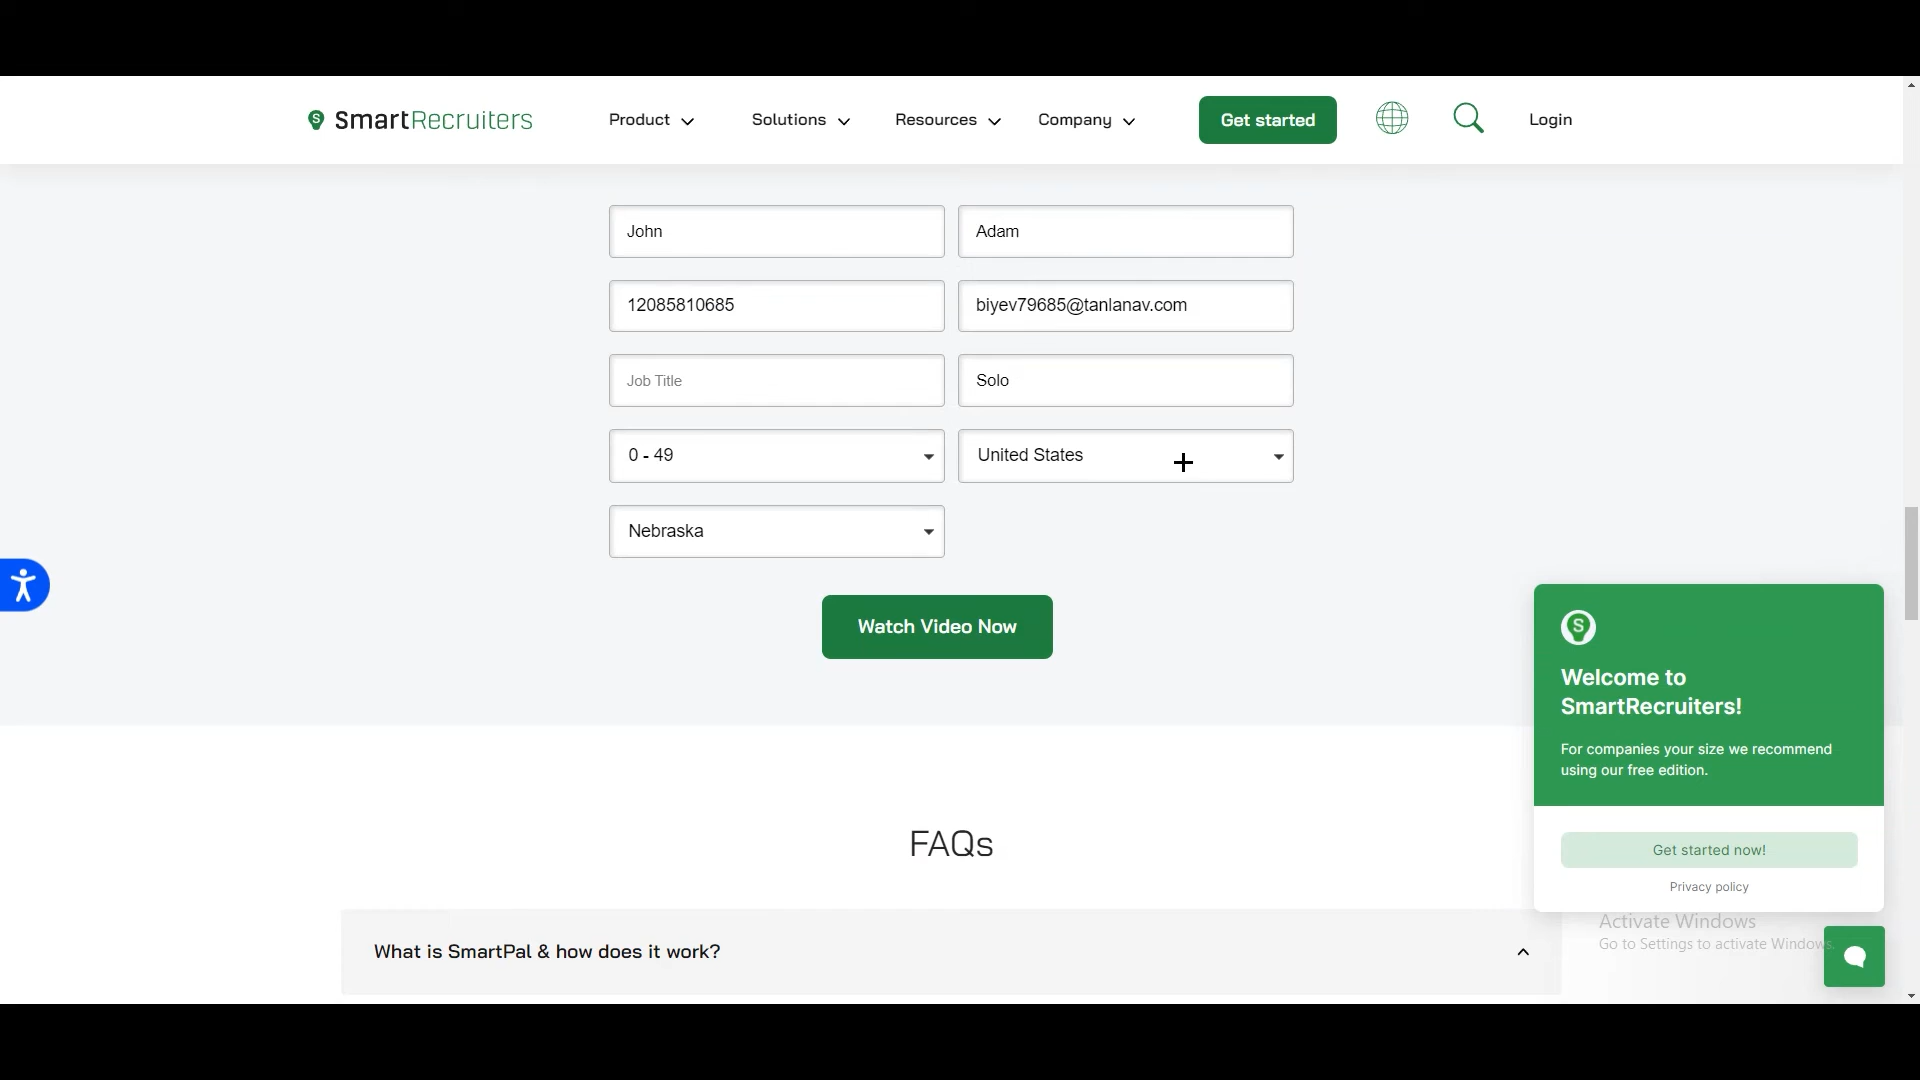 SmartRecruiters
Product
Solutions
Resources
Company
Get started
Login
John
Adam
12085810685
biyev79685@tanlanav.com
Job Title
Solo
0 - 49
United States
Nebraska
Watch Video Now
S
Welcome to
SmartRecruiters!
For companies your size we recommend
using our free edition.
Get started now!
Privacy policy
FAQs
What is SmartPal & how does it work?
Activate Windows
Go to Settings to activate Windows.